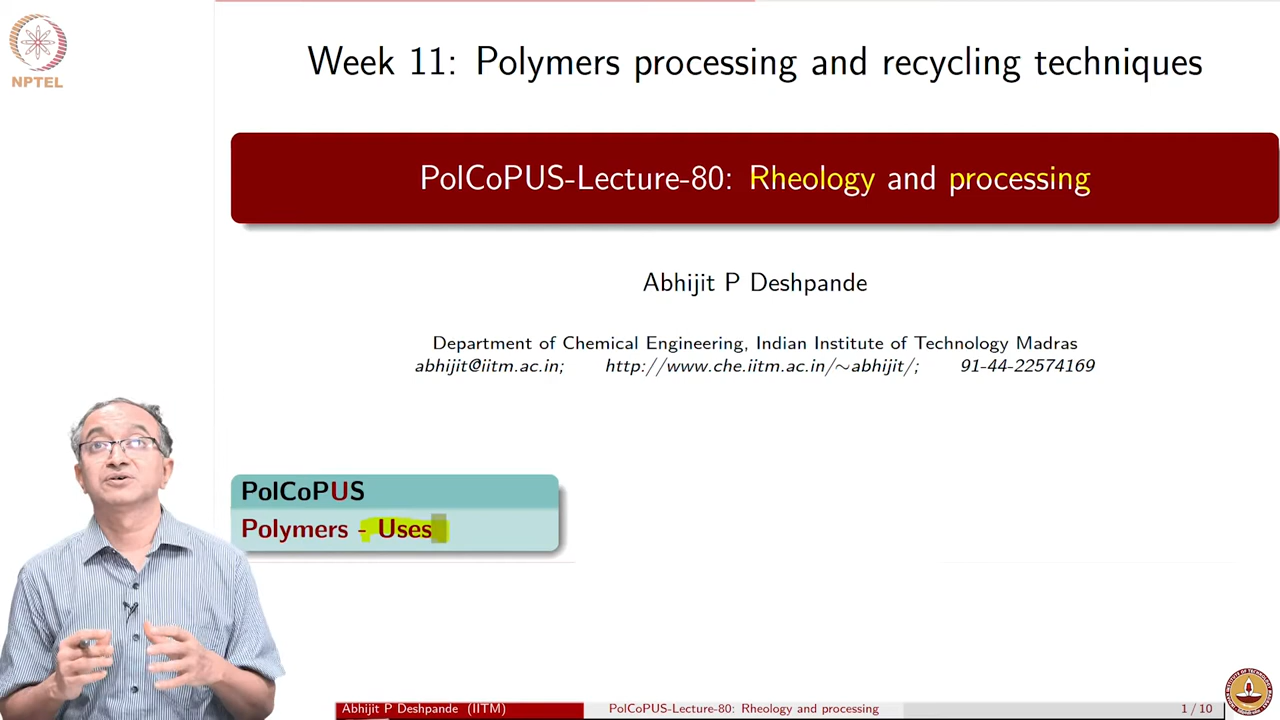 NPTEL
Week 11: Polymers processing and recycling techniques
PolCoPUS-Lecture-80: Rheology and processing
Abhijit P Deshpande
Department of Chemical Engineering, Indian Institute of Technology Madras
abhijit@iitm.ac.in; http://www.che.iitm.ac.in/~abhijit/; 91-44-22574169
PolCoPUS
Polymers - Uses
Abhijit P Deshpande (IITM) PolCoPUS-Lecture-80: Rheology and processing 1 / 10